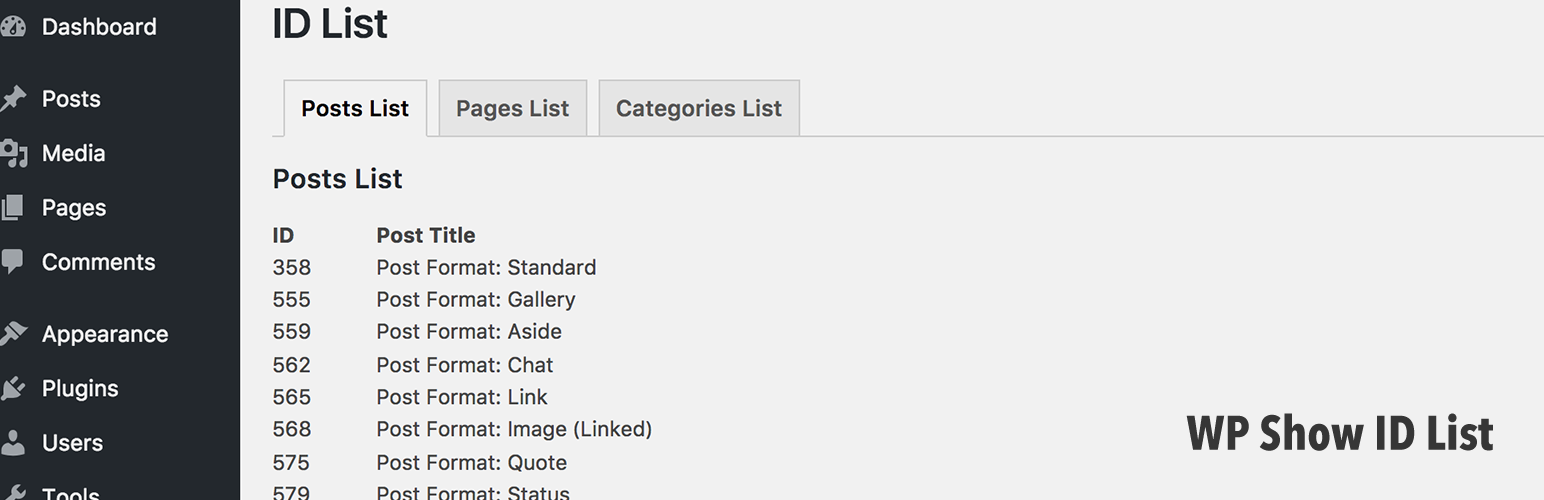 Dashboard
Posts
Media
Pages
Comments
Appearance
Plugins
Users
Tools
ID List
Posts List Pages List Categories List
Posts List
ID Post Title
358 Post Format: Standard
555 Post Format: Gallery
559 Post Format: Aside
562 Post Format: Chat
565 Post Format: Link
568 Post Format: Image (Linked)
575 Post Format: Quote
579 Post Format: Status
WP Show ID List